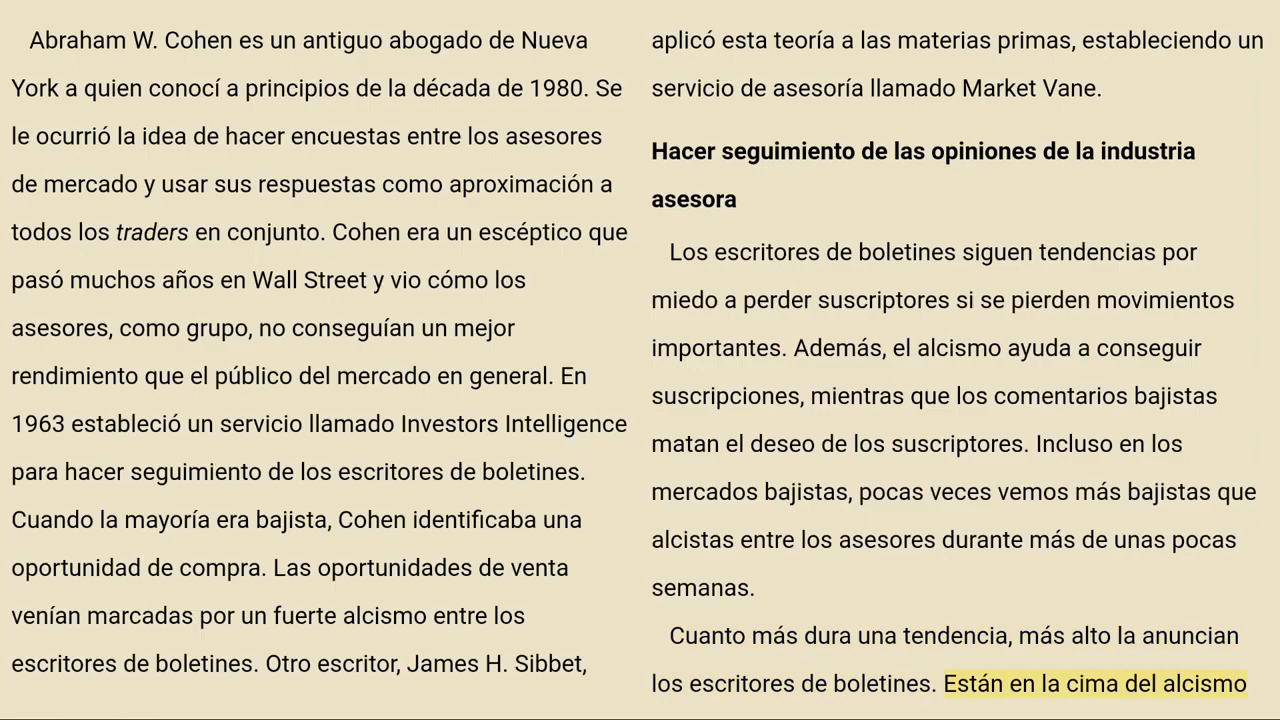 Abraham W. Cohen es un antiguo abogado de Nueva
York a quien conocí a principios de la década de 1980. Se
le ocurrió la idea de hacer encuestas entre los asesores
de mercado y usar sus respuestas como aproximación a
todos los traders en conjunto. Cohen era un escéptico que
pasó muchos años en Wall Street y vio cómo los
asesores, como grupo, no conseguían un mejor
rendimiento que el público del mercado en general. En
1963 estableció un servicio llamado Investors Intelligence
para hacer seguimiento de los escritores de boletines.
Cuando la mayoría era bajista, Cohen identificaba una
oportunidad de compra. Las oportunidades de venta
venían marcadas por un fuerte alcismo entre los
escritores de boletines. Otro escritor, James H. Sibbet,
aplicó esta teoría a las materias primas, estableciendo un
servicio de asesoría llamado Market Vane.
Hacer seguimiento de las opiniones de la industria
asesora
Los escritores de boletines siguen tendencias por
miedo a perder suscriptores si se pierden movimientos
importantes. Además, el alcismo ayuda a conseguir
suscripciones, mientras que los comentarios bajistas
matan el deseo de los suscriptores. Incluso en los
mercados bajistas, pocas veces vemos más bajistas que
alcistas entre los asesores durante más de unas pocas
semanas.
Cuanto más dura una tendencia, más alto la anuncian
los escritores de boletines. Están en la cima del alcismo